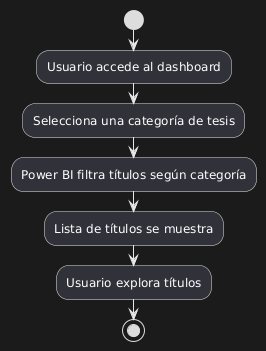 Usuario accede al dashboard
Selecciona una categoría de tesis
Power BI filtra títulos según categoría
Lista de títulos se muestra
Usuario explora títulos